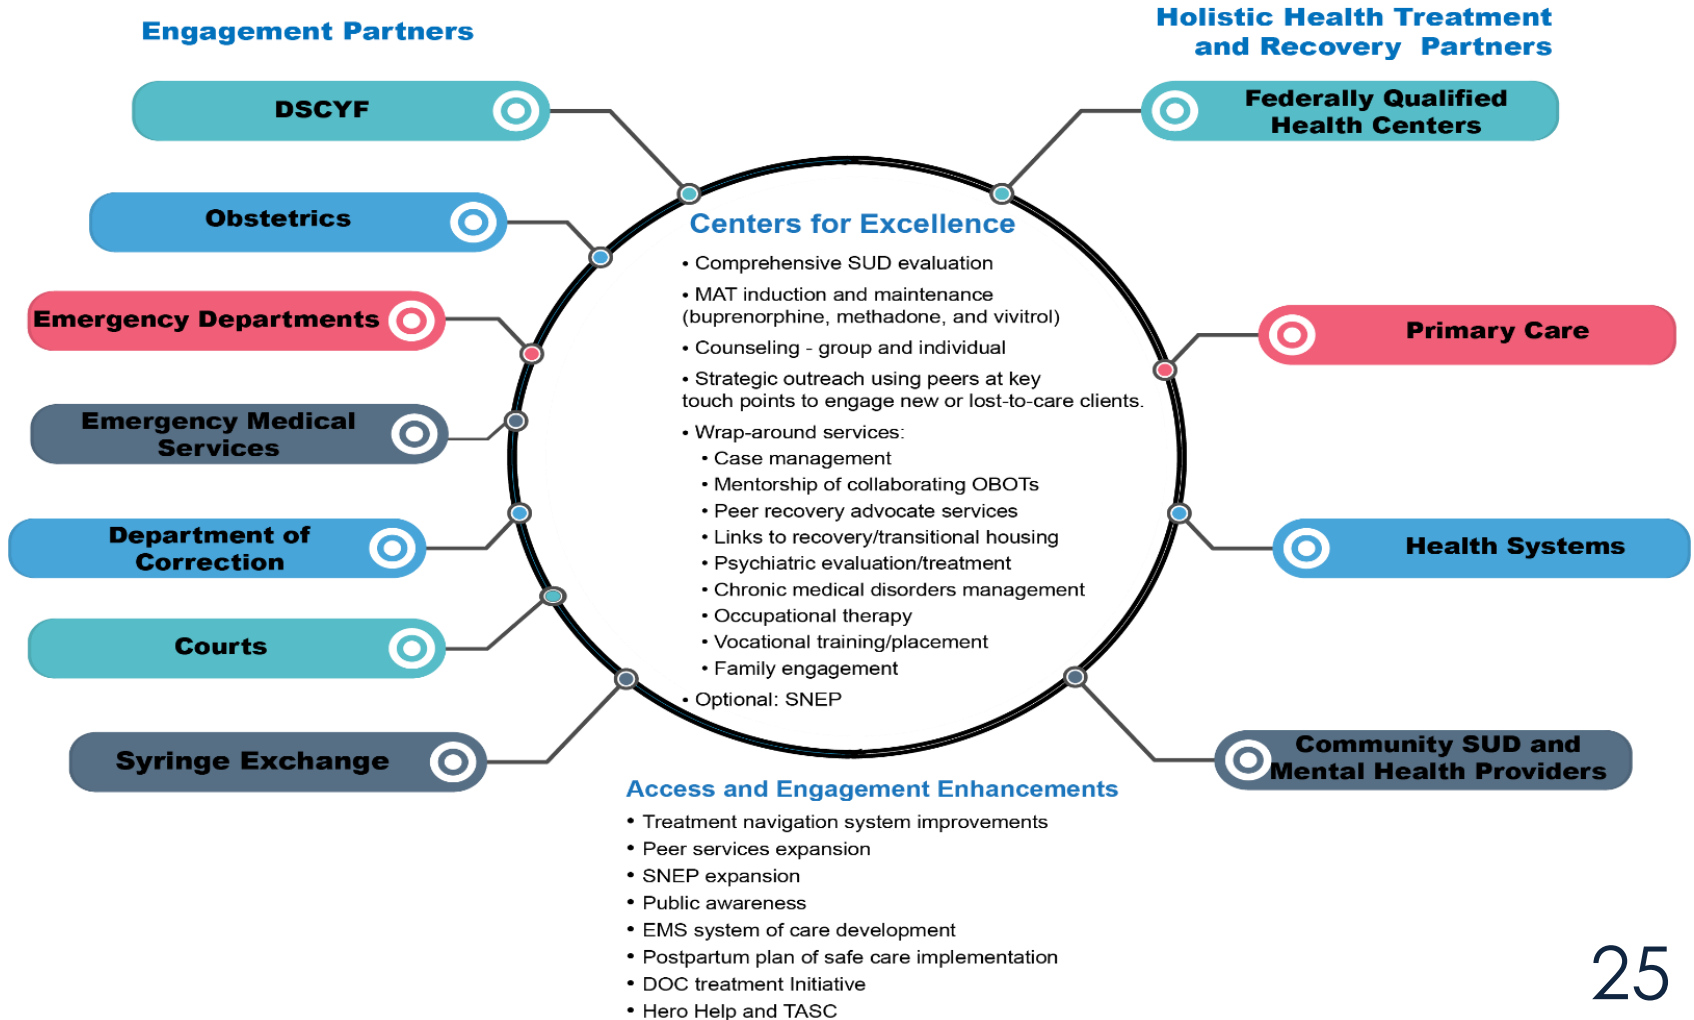 Engagement Partners
DSCYF
Obstetrics
Emergency Departments
Emergency Medical
Services
Department of
Correction
Courts
Syringe Exchange
Holistic Health Treatment
and Recovery Partners
Federally Qualified
Health Centers
Primary Care
Health Systems
Community SUD and
Mental Health Providers
Centers for Excellence
• Comprehensive SUD evaluation
• MAT induction and maintenance
(buprenorphine, methadone, and vivitrol)
• Counseling - group and individual
• Strategic outreach using peers at key
touch points to engage new or lost-to-care clients.
• Wrap-around services:
• Case management
• Mentorship of collaborating OBOTs
• Peer recovery advocate services
• Links to recovery/transitional housing
• Psychiatric evaluation/treatment
• Chronic medical disorders management
• Occupational therapy
• Vocational training/placement
• Family engagement
• Optional: SNEP
Access and Engagement Enhancements
• Treatment navigation system improvements
• Peer services expansion
• SNEP expansion
• Public awareness
• EMS system of care development
• Postpartum plan of safe care implementation
• DOC treatment Initiative
• Hero Help and TASC
25